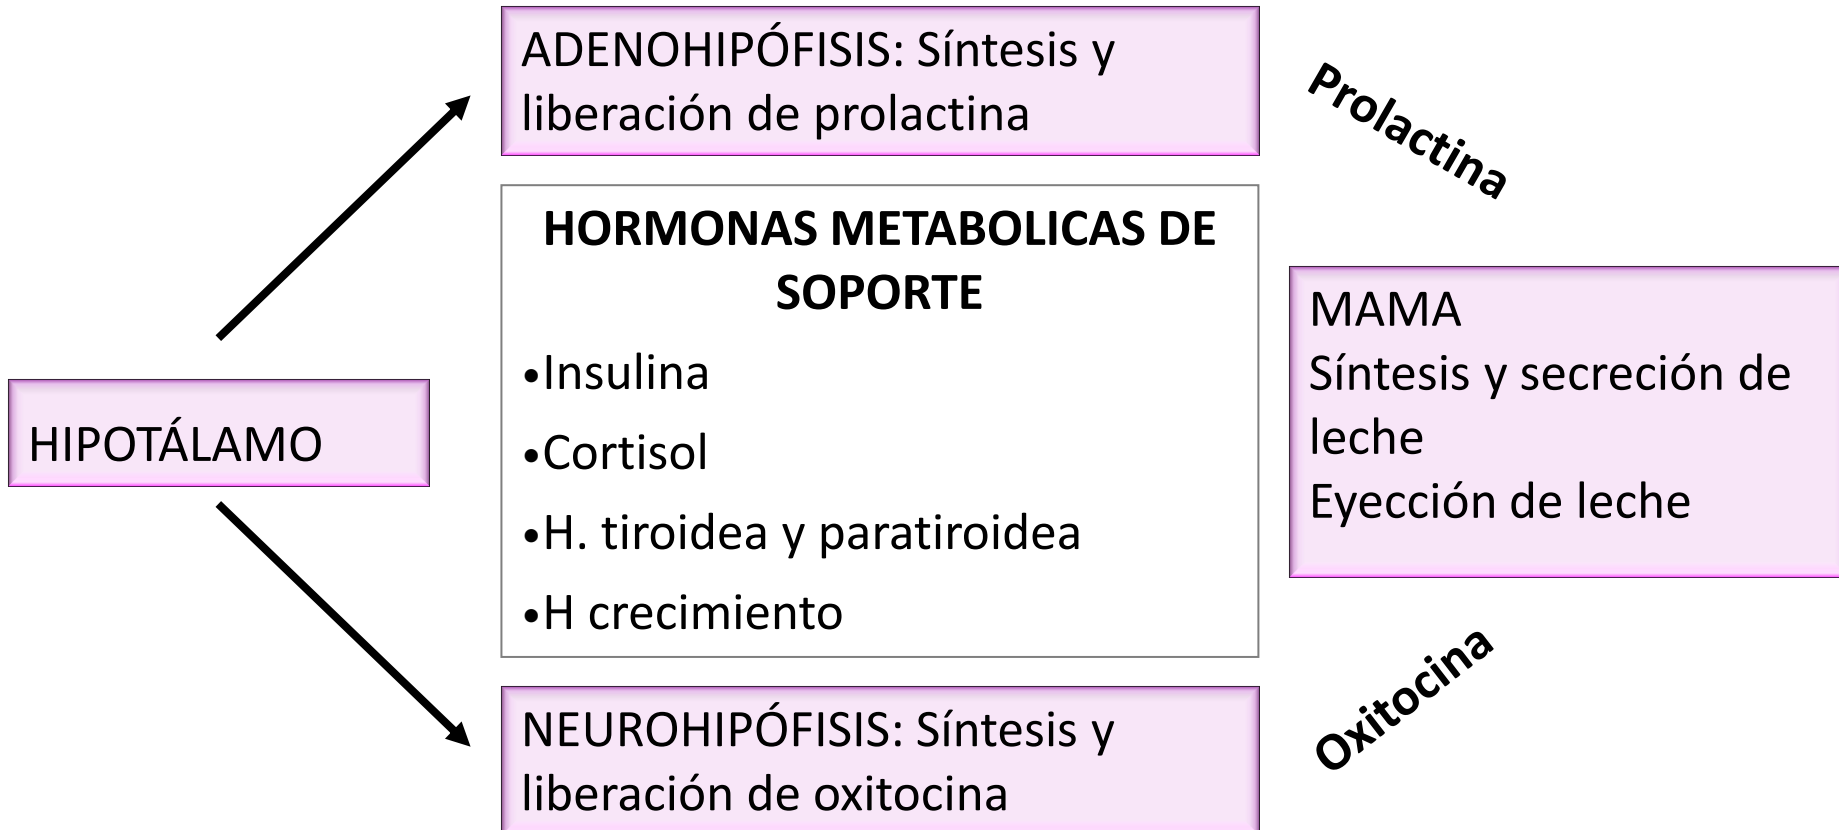 ADENOHIPÓFISIS: Síntesis y
liberación de prolactina
Prolactina
HORMONAS METABOLICAS DE
SOPORTE
•Insulina
•Cortisol
•H. tiroidea y paratiroidea
•H crecimiento
HIPOTÁLAMO
MAMA
Síntesis y secreción de
leche
Eyección de leche
NEUROHIPÓFISIS: Síntesis y
liberación de oxitocina
Oxitocina